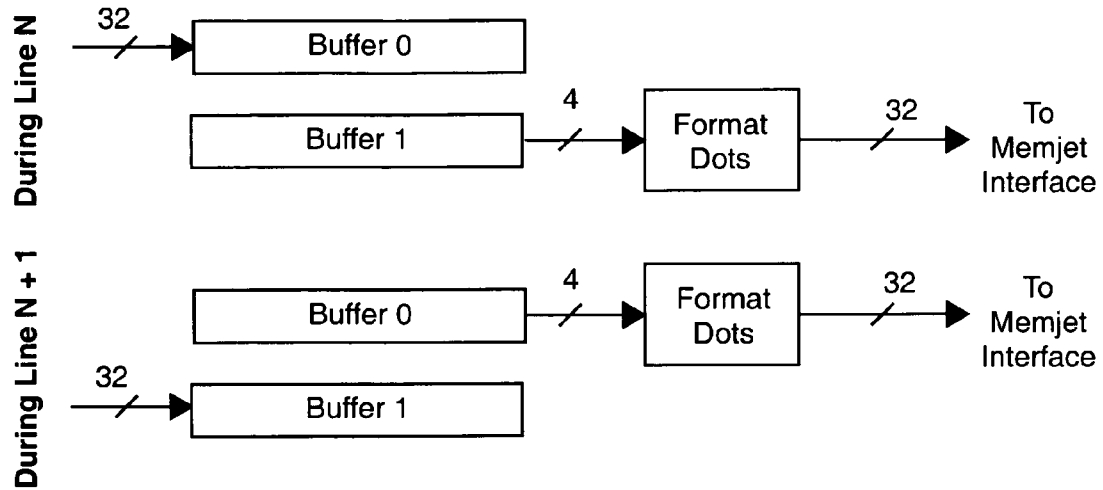 During Line N
32
Buffer 0
Buffer 1
4
Format
Dots
32
To
Memjet
Interface
During Line N + 1
Buffer 0
4
Format
Dots
32
To
Memjet
Interface
32
Buffer 1